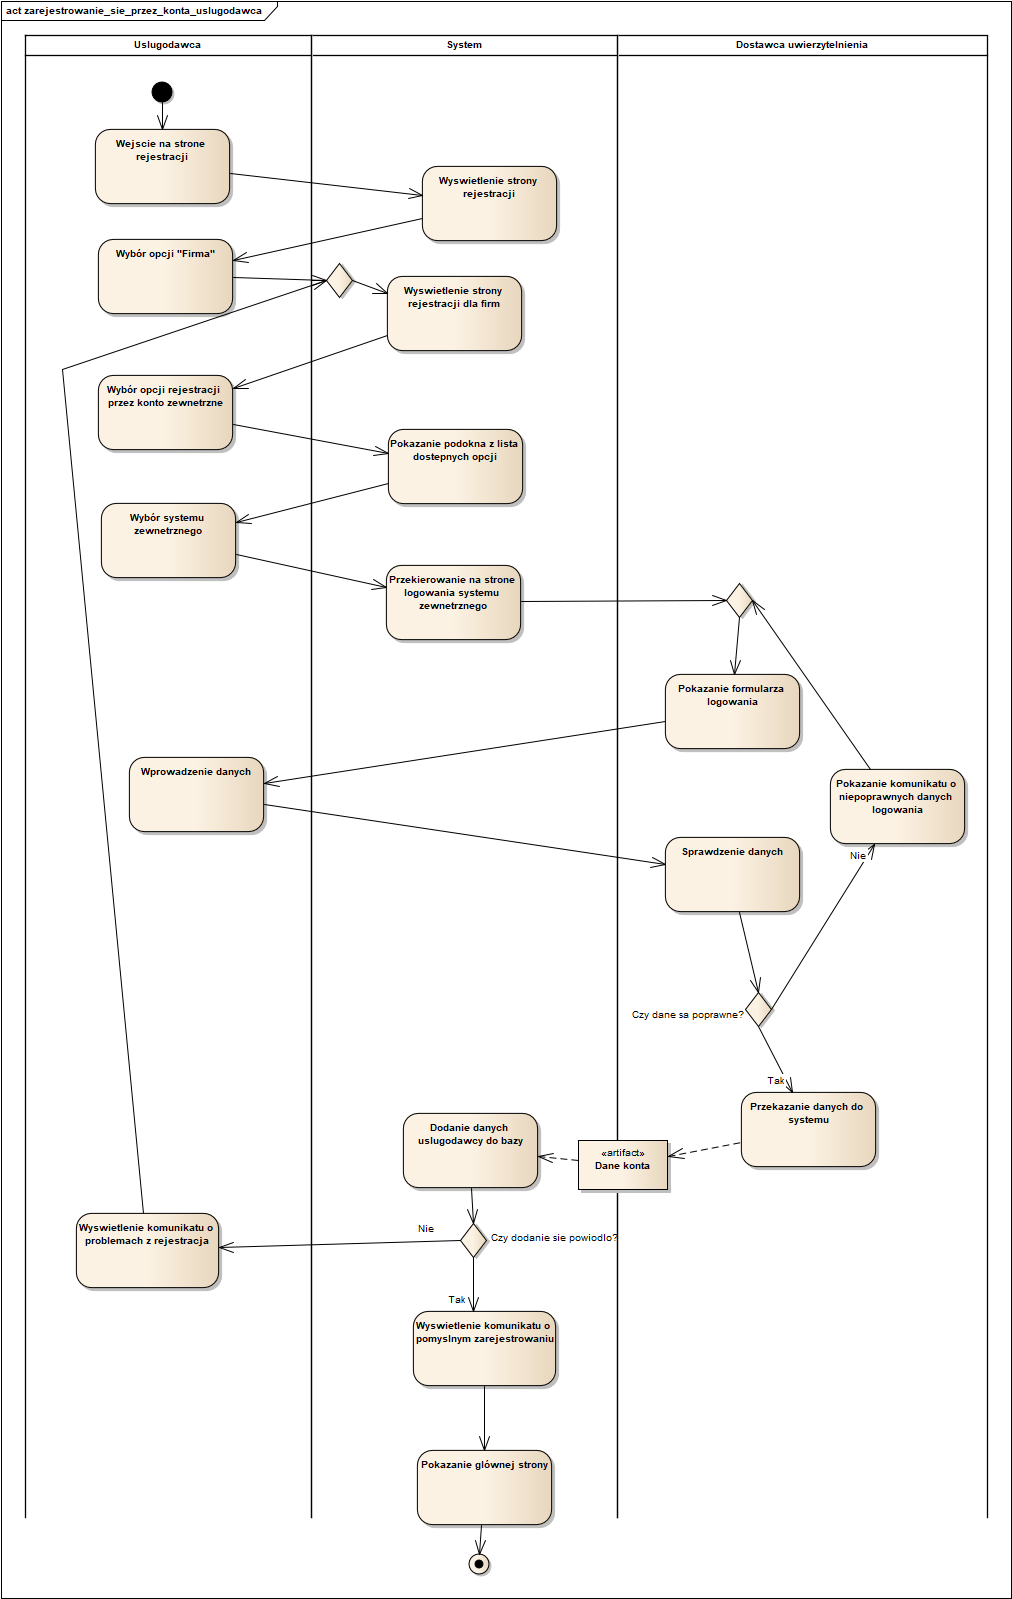 act zarejestrowanie_sie_przez_konta_uslugodawca
Uslugodawca
System
Dostawca uwierzytelnienia
Wejscie na strone
rejestracji
Wyswietlenie strony
rejestracji
Wybór opcji "Firma"
Wyswietlenie strony
rejestracji dla firm
Wybór opcji rejestracji
przez konto zewnetrzne
Pokazanie podokna z lista
dostepnych opcji
Wybór systemu
zewnetrznego
Przekierowanie na strone
logowania systemu
zewnetrznego
Pokazanie formularza
logowania
Wprowadzenie danych
Pokazanie komunikatu o
niepoprawnych danych
logowania
Sprawdzenie danych
Nie
Czy dane sa poprawne?
Tak
Przekazanie danych do
systemu
Dodanie danych
uslugodawcy do bazy
«artifact»
Dane konta
Wyswietlenie komunikatu o
problemach z rejestracja
Nie
Czy dodanie sie powiodlo?
Tak
Wyswietlenie komunikatu o
pomyslnym zarejestrowaniu
Pokazanie glównej strony